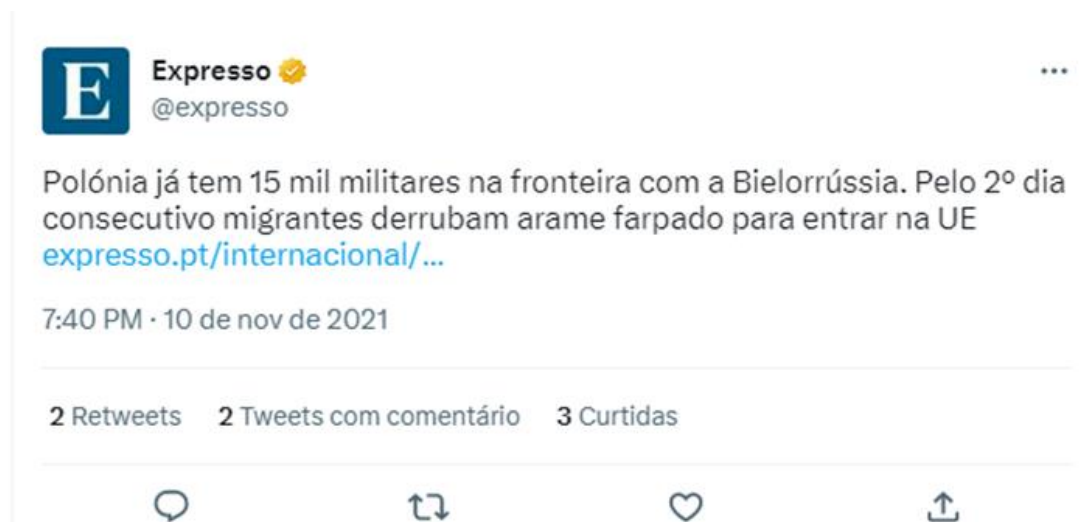 E
Expresso
@expresso
Polónia já tem 15 mil militares na fronteira com a Bielorrússia. Pelo 2º dia
consecutivo migrantes derrubam arame farpado para entrar na UE
expresso.pt/internacional/...
7:40 PM · 10 de nov de 2021
2 Retweets 2 Tweets com comentário 3 Curtidas